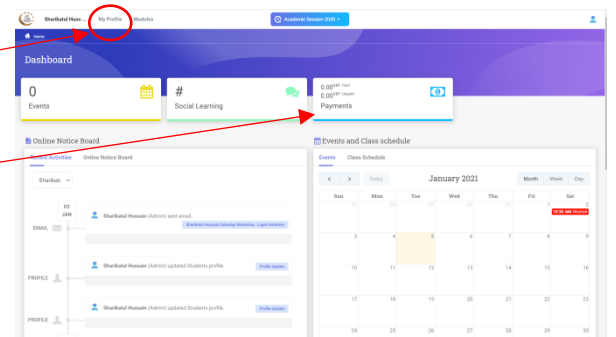 Sharikatul Huss ... My Profile Modules Academic Session 2020
Home
Dashboard
0
Events
#
Social Learning
0.00GBP Paid
0.00GBP Unpaid
Payments
Online Notice Board
Recent Activities Online Notice Board
Sharikatu
03
JAN
EMAIL
Sharikatul Hussain (Admin) sent email
Sharikatul Hussain Saturday Workshop : Login Invitation
Sharikatul Hussain (Admin) updated Students profile.
Profile Update
PROFILE
Sharikatul Hussain (Admin) updated Students profile.
Profile Update
PROFILE
Events and Class schedule
Events Class Schedule
Today January 2021 Month Week Day
Sun Mon Tue Wed Thu Fri Sat
27 28 29 30 31 1 2
10:30 AM
3 4 5 6 7 8 9
10 11 12 13 14 15 16
17 18 19 20 21 22 23
24 25 26 27 28 29 30